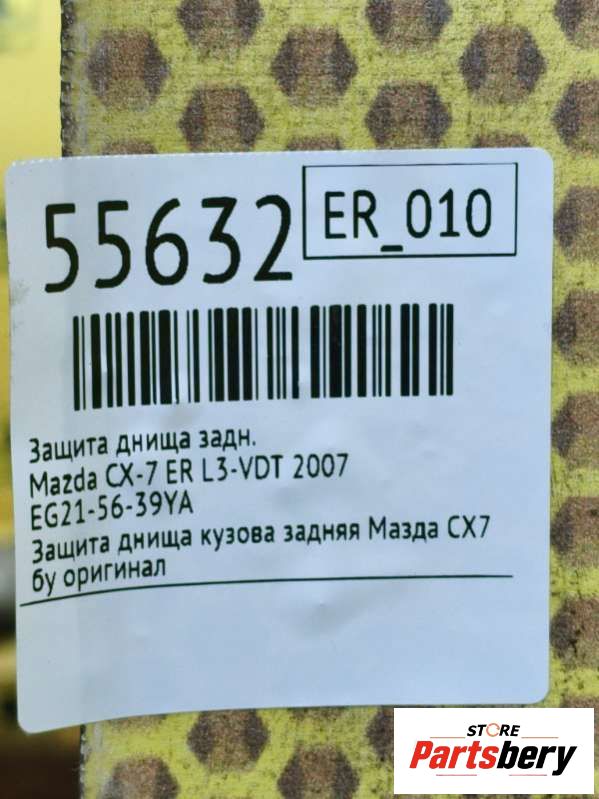 55632
ER_010
Защита днища задн.
Mazda CX-7 ER L3-VDT 2007
EG21-56-39YA
Защита днища кузова задняя Мазда СХ7
бу оригинал
STORE
Partsbery